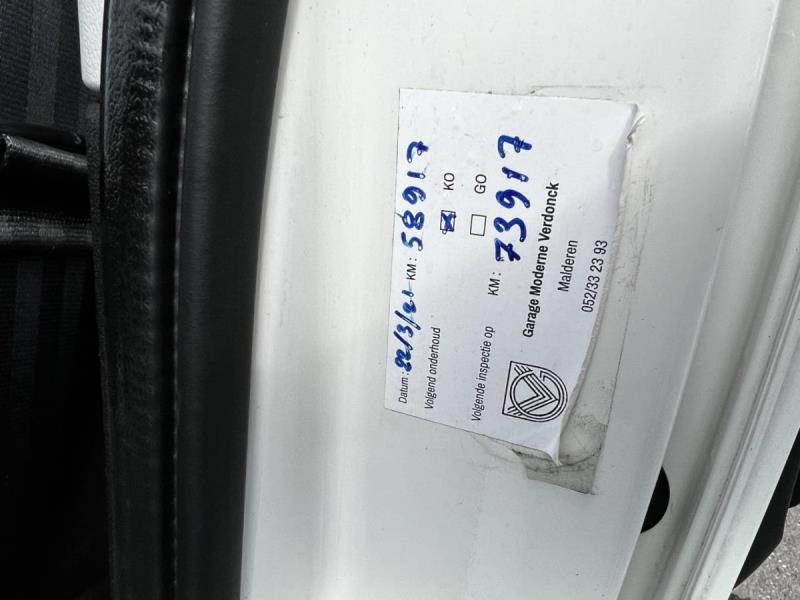 Datum: 22/3/21 KM: 58917
Volgend onderhoud KO
GO
Volgende inspectie op KM: 73917
Garage Moderne Verdonck
Malderen
052/33 23 93